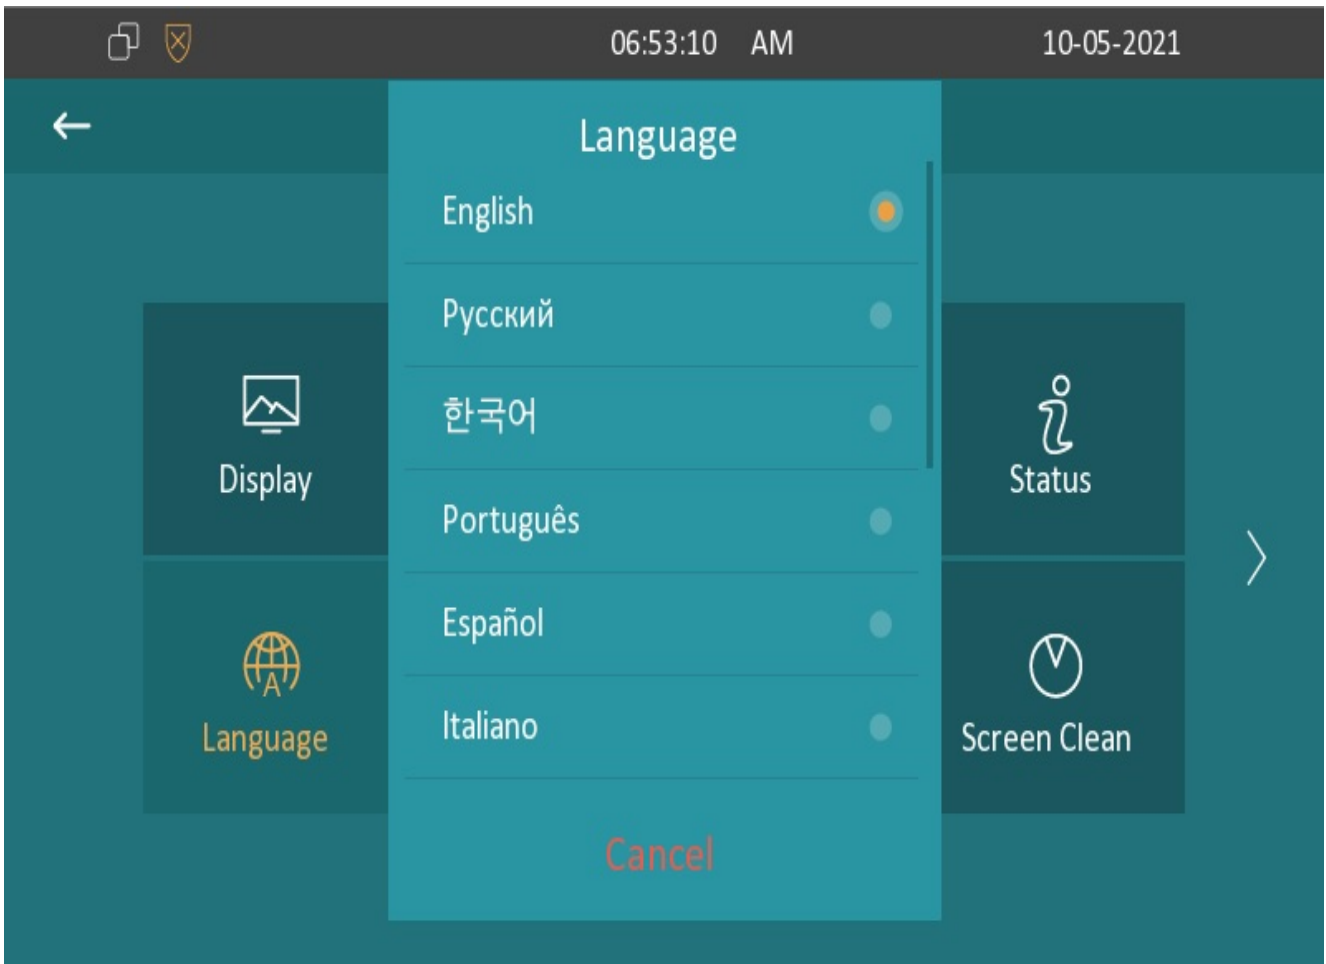 06:53:10 AM 10-05-2021
Language
English
Русский
한국어
Português
Español
Italiano
Cancel
Display
Status
Language
Screen Clean